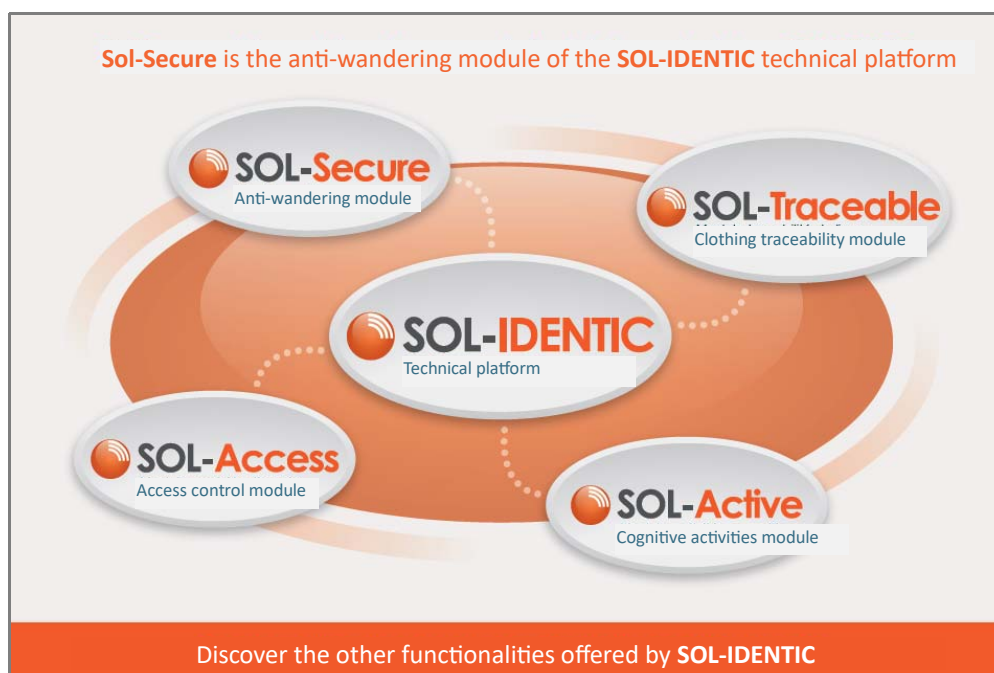 Sol-Secure is the anti-wandering module of the SOL-IDENTIC technical platform
SOL-Secure
Anti-wandering module
SOL-Traceable
Clothing traceability module
SOL-IDENTIC
Technical platform
SOL-Access
Access control module
SOL-Active
Cognitive activities module
Discover the other functionalities offered by SOL-IDENTIC